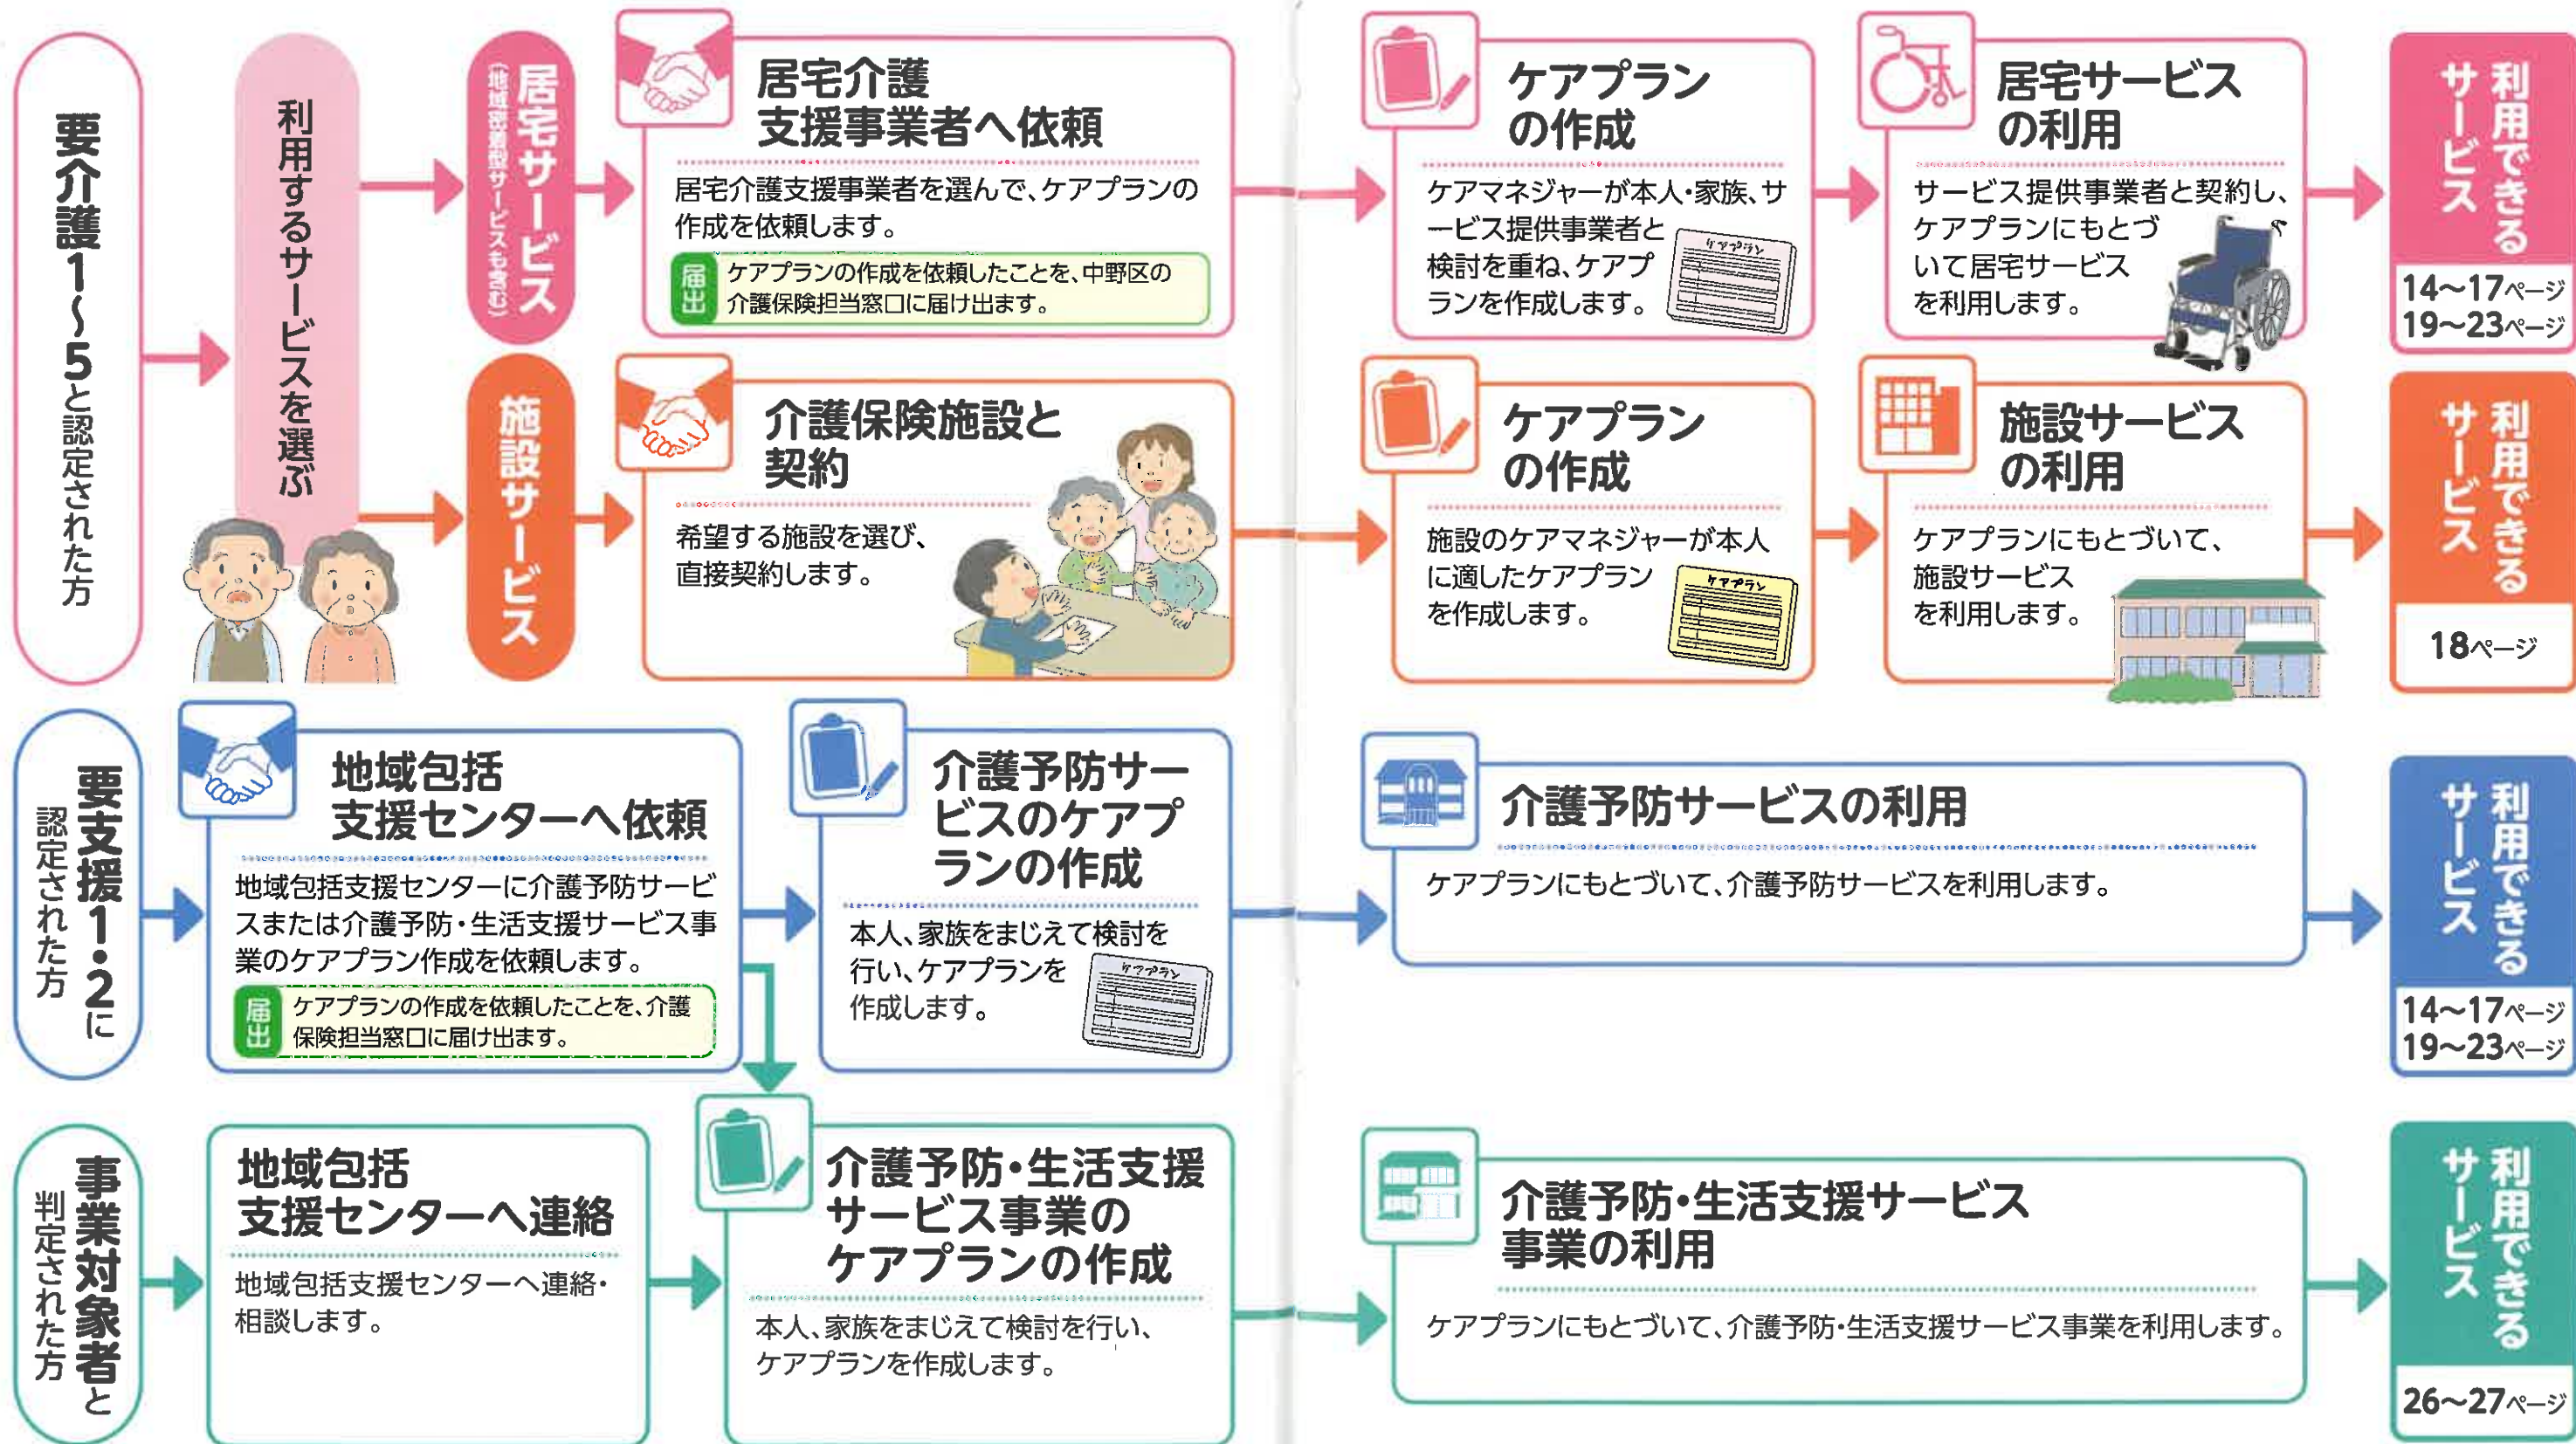 要介護1〜5と認定された方
利用するサービスを選ぶ
居宅サービス
(地域密着型サービスも含む)
居宅介護
支援事業者へ依頼
居宅介護支援事業者を選んで、ケアプランの
作成を依頼します。
届出
ケアプランの作成を依頼したことを、中野区の
介護保険担当窓口に届け出ます。
ケアプラン
の作成
ケアマネジャーが本人・家族、サ
ービス提供事業者と
検討を重ね、ケアプ
ランを作成します。
ケアプラン
居宅サービス
の利用
サービス提供事業者と契約し、
ケアプランにもとづ
いて居宅サービス
を利用します。
利用できる
サービス
14〜17ページ
19〜23ページ
施設サービス
介護保険施設と
契約
希望する施設を選び、
直接契約します。
ケアプラン
の作成
施設のケアマネジャーが本人
に適したケアプラン
を作成します。
ケアプラン
施設サービス
の利用
ケアプランにもとづいて、
施設サービス
を利用します。
利用できる
サービス
18ページ
要支援1・2に
認定された方
地域包括
支援センターへ依頼
地域包括支援センターに介護予防サービ
スまたは介護予防・生活支援サービス事
業のケアプラン作成を依頼します。
届出
ケアプランの作成を依頼したことを、介護
保険担当窓口に届け出ます。
介護予防サー
ビスのケアプ
ランの作成
本人、家族をまじえて検討を
行い、ケアプランを
作成します。
ケアプラン
介護予防サービスの利用
ケアプランにもとづいて、介護予防サービスを利用します。
利用できる
サービス
14〜17ページ
19〜23ページ
事業対象者と
判定された方
地域包括
支援センターへ連絡
地域包括支援センターへ連絡・
相談します。
介護予防・生活支援
サービス事業の
ケアプランの作成
本人、家族をまじえて検討を行い、
ケアプランを作成します。
介護予防・生活支援サービス
事業の利用
ケアプランにもとづいて、介護予防・生活支援サービス事業を利用します。
利用できる
サービス
26〜27ページ